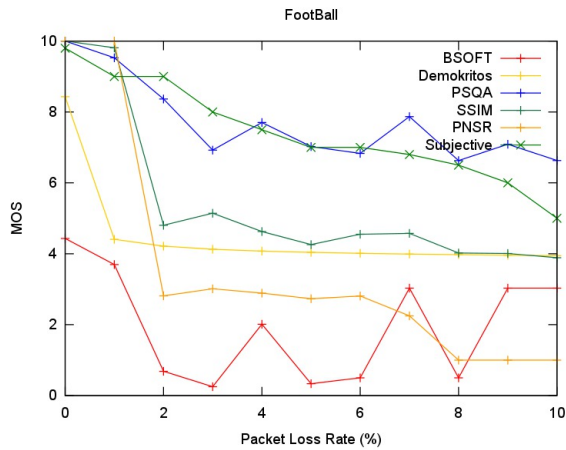 FootBall
10
8
6
4
2
0
MOS
BSOFT
Demokritos
PSQA
SSIM
PNSR
Subjective
0
2
4
6
8
10
Packet Loss Rate (%)